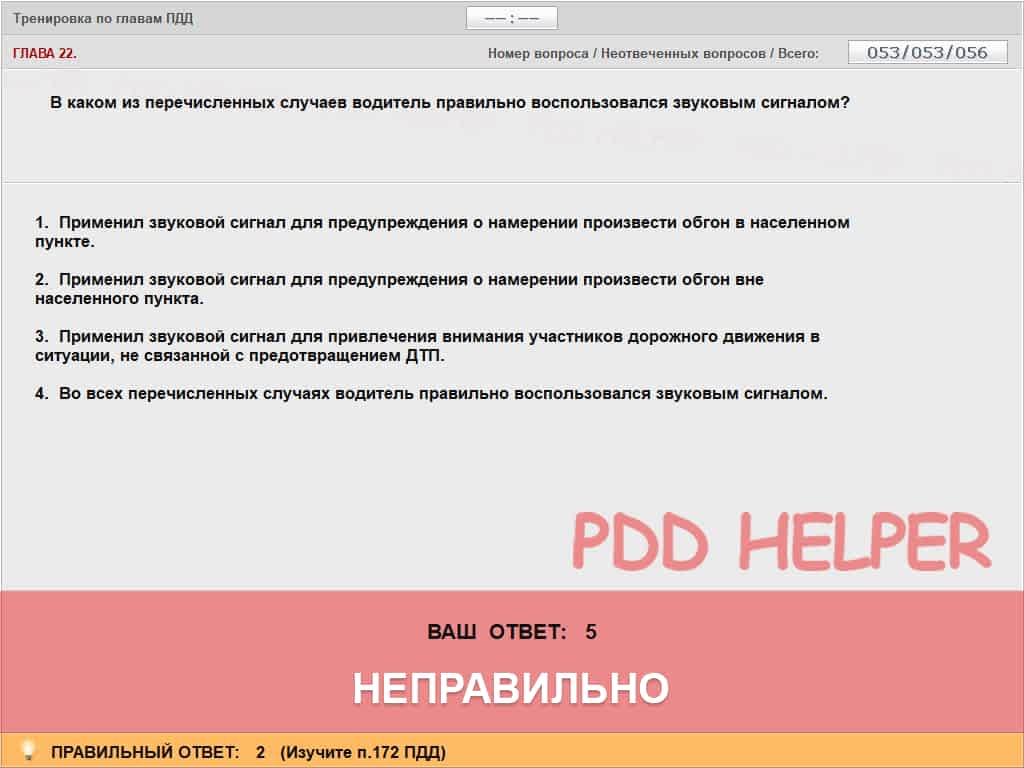 Тренировка по главам ПДД
—— : ——
ГЛАВА 22.
Номер вопроса / Неотвеченных вопросов / Всего:
053/053/056
В каком из перечисленных случаев водитель правильно воспользовался звуковым сигналом?
1. Применил звуковой сигнал для предупреждения о намерении произвести обгон в населенном
пункте.
2. Применил звуковой сигнал для предупреждения о намерении произвести обгон вне
населенного пункта.
3. Применил звуковой сигнал для привлечения внимания участников дорожного движения в
ситуации, не связанной с предотвращением ДТП.
4. Во всех перечисленных случаях водитель правильно воспользовался звуковым сигналом.
PDD HELPER
ВАШ ОТВЕТ: 5
НЕПРАВИЛЬНО
ПРАВИЛЬНЫЙ ОТВЕТ: 2 (Изучите п.172 ПДД)